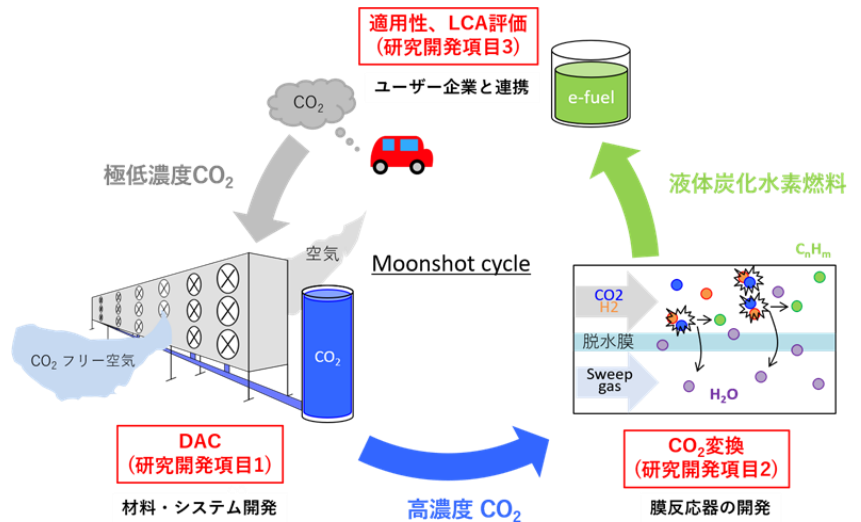 適用性、LCA評価
(研究開発項目3)
ユーザー企業と連携
CO₂
e-fuel
極低濃度CO₂
液体炭化水素燃料
空気
Moonshot cycle
CₙHₘ
CO2
H2
CO₂
脱水膜
CO₂ フリー空気
Sweep
gas
H₂O
DAC
(研究開発項目1)
材料・システム開発
高濃度 CO₂
CO₂変換
(研究開発項目2)
膜反応器の開発